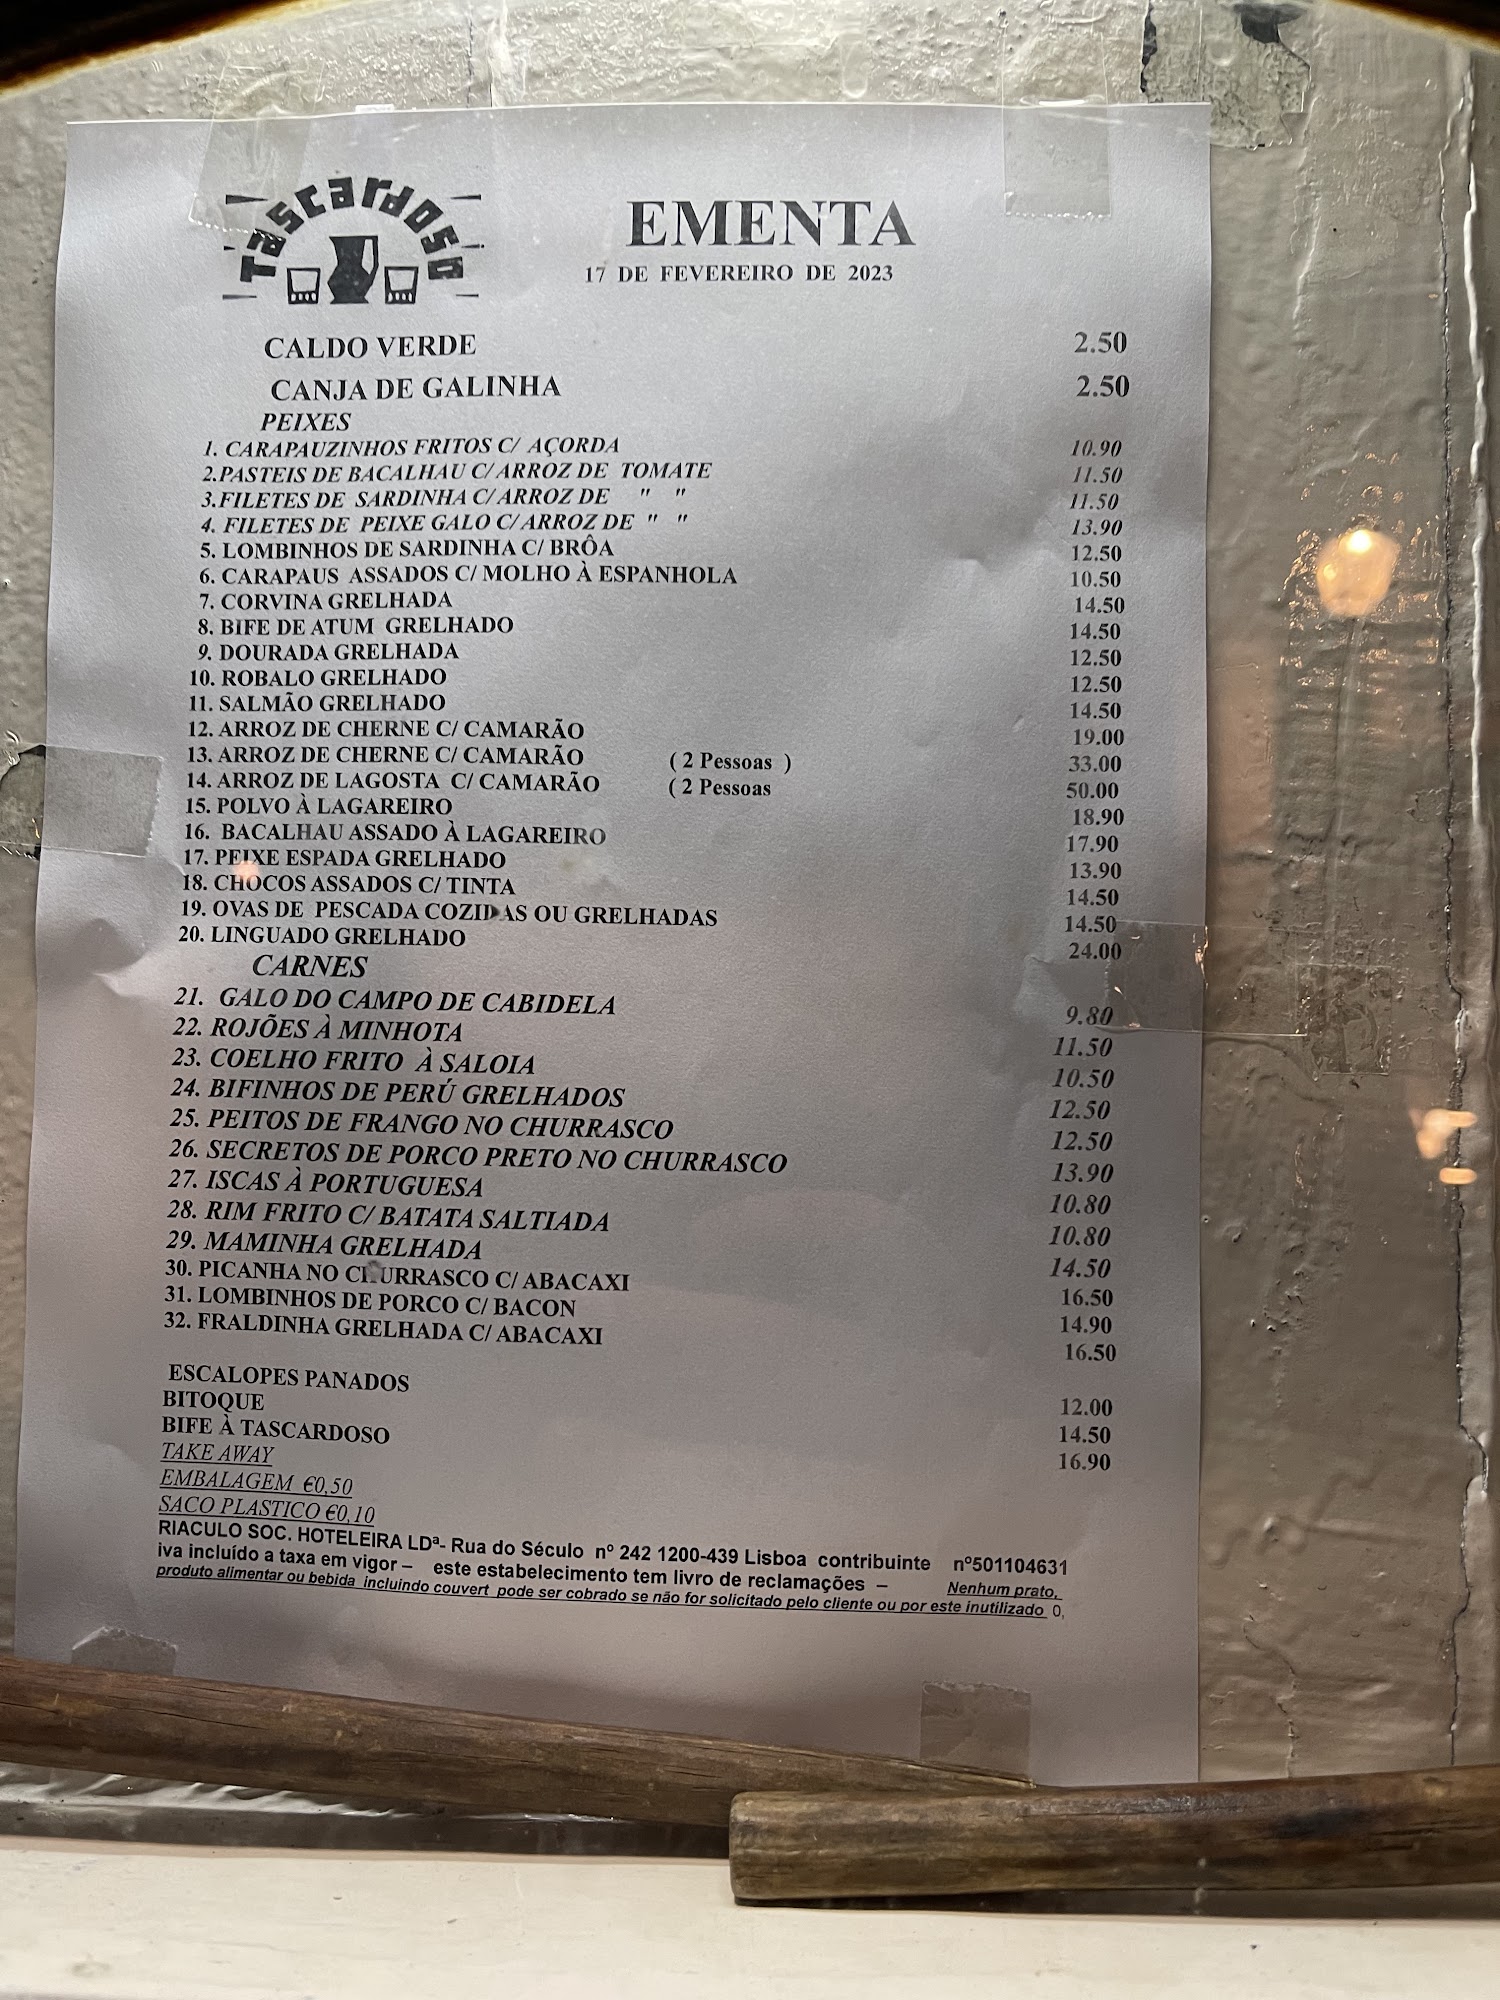 Tascardoso
EMENTA
17 DE FEVEREIRO DE 2023
CALDO VERDE 2.50
CANJA DE GALINHA 2.50
PEIXES
1. CARAPAUZINHOS FRITOS C/ AÇORDA 10.90
2.PASTEIS DE BACALHAU C/ ARROZ DE TOMATE 11.50
3.FILETES DE SARDINHA C/ ARROZ DE " " 11.50
4. FILETES DE PEIXE GALO C/ ARROZ DE " " 13.90
5. LOMBINHOS DE SARDINHA C/ BRÔA 12.50
6. CARAPAUS ASSADOS C/ MOLHO À ESPANHOLA 10.50
7. CORVINA GRELHADA 14.50
8. BIFE DE ATUM GRELHADO 14.50
9. DOURADA GRELHADA 12.50
10. ROBALO GRELHADO 12.50
11. SALMÃO GRELHADO 14.50
12. ARROZ DE CHERNE C/ CAMARÃO 19.00
13. ARROZ DE CHERNE C/ CAMARÃO ( 2 Pessoas ) 33.00
14. ARROZ DE LAGOSTA C/ CAMARÃO ( 2 Pessoas 50.00
15. POLVO À LAGAREIRO 18.90
16. BACALHAU ASSADO À LAGAREIRO 17.90
17. PEIXE ESPADA GRELHADO 13.90
18. CHOCOS ASSADOS C/ TINTA 14.50
19. OVAS DE PESCADA COZIDAS OU GRELHADAS 14.50
20. LINGUADO GRELHADO 24.00
CARNES
21. GALO DO CAMPO DE CABIDELA 9.80
22. ROJÕES À MINHOTA 11.50
23. COELHO FRITO À SALOIA 10.50
24. BIFINHOS DE PERÚ GRELHADOS 12.50
25. PEITOS DE FRANGO NO CHURRASCO 12.50
26. SECRETOS DE PORCO PRETO NO CHURRASCO 13.90
27. ISCAS À PORTUGUESA 10.80
28. RIM FRITO C/ BATATA SALTIADA 10.80
29. MAMINHA GRELHADA 14.50
30. PICANHA NO CHURRASCO C/ ABACAXI 16.50
31. LOMBINHOS DE PORCO C/ BACON 14.90
32. FRALDINHA GRELHADA C/ ABACAXI 16.50
ESCALOPES PANADOS 12.00
BITOQUE 14.50
BIFE À TASCARDOSO 16.90
TAKE AWAY
EMBALAGEM €0,50
SACO PLASTICO €0,10
RIACULO SOC. HOTELEIRA LDª- Rua do Século nº 242 1200-439 Lisboa contribuinte nº501104631
iva incluído a taxa em vigor – este estabelecimento tem livro de reclamações – Nenhum prato,
produto alimentar ou bebida incluindo couvert pode ser cobrado se não for solicitado pelo cliente ou por este inutilizado 0,